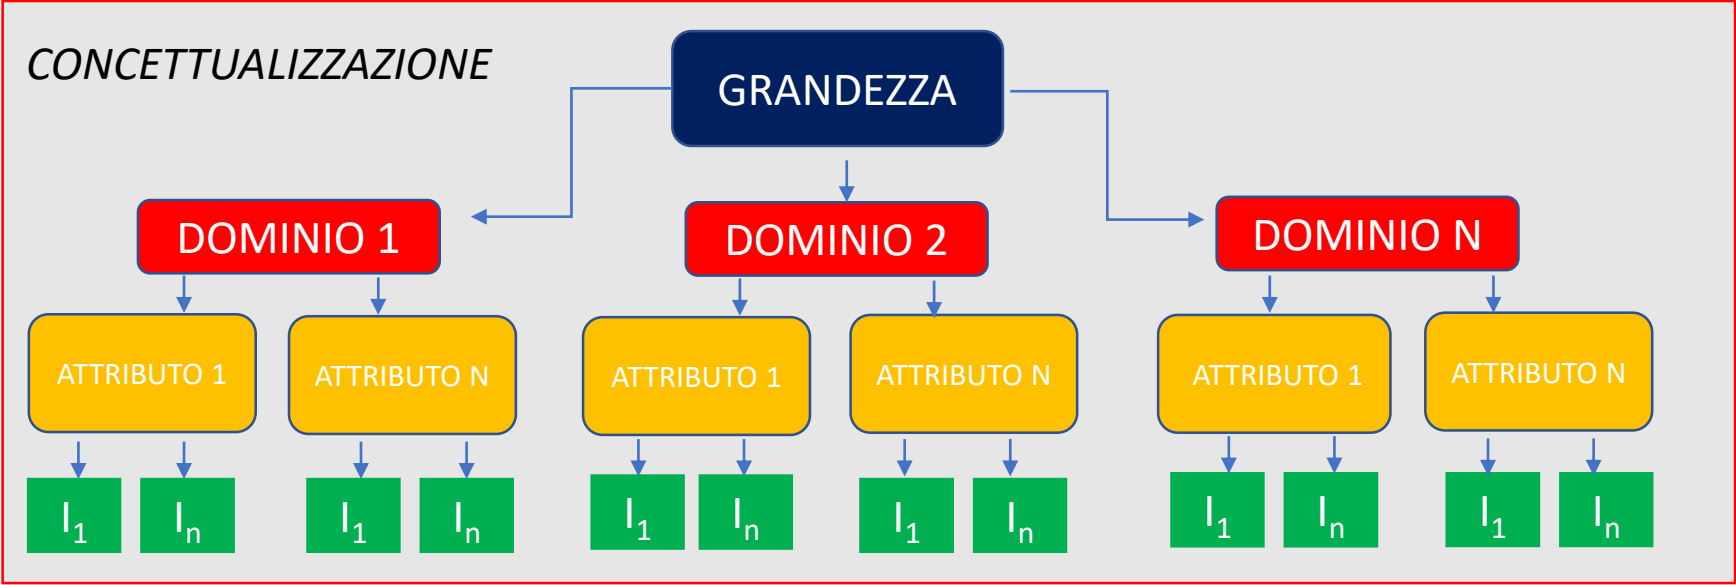 CONCETTUALIZZAZIONE
GRANDEZZA
DOMINIO 1
DOMINIO 2
DOMINIO N
ATTRIBUTO 1
ATTRIBUTO N
ATTRIBUTO 1
ATTRIBUTO N
ATTRIBUTO 1
ATTRIBUTO N
I1
In
I1
In
I1
In
I1
In
I1
In
I1
In